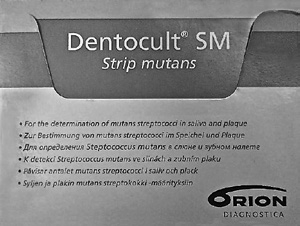 Dentocult® SM
Strip mutans
• For the determination of mutans streptococci in saliva and plaque
• Zur Bestimmung von mutans streptococci im Speichel und Plaque
• Для определения Steptococcus mutans в слюне и зубном налете
• K detekci Streptococcus mutans ve slinách a zubním plaku
• Påvisar antalet mutans streptococci i saliv och plack
• Syljen ja plakin mutans streptokokki -määrityksiin
ORION
DIAGNOSTICA